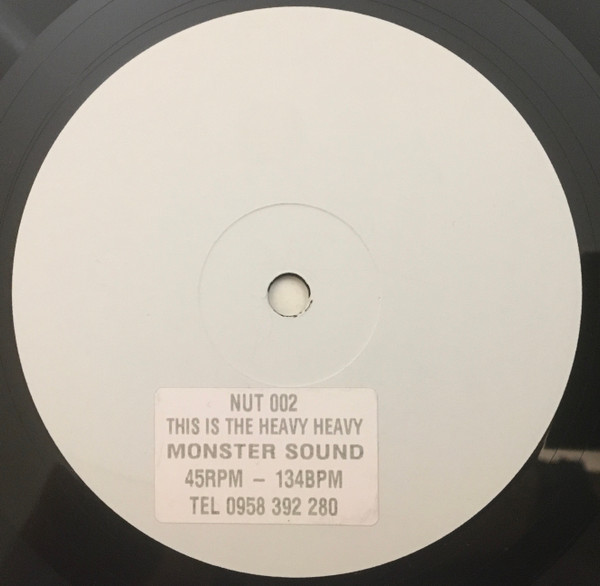 NUT 002
THIS IS THE HEAVY HEAVY
MONSTER SOUND
45RPM – 134BPM
TEL 0958 392 280